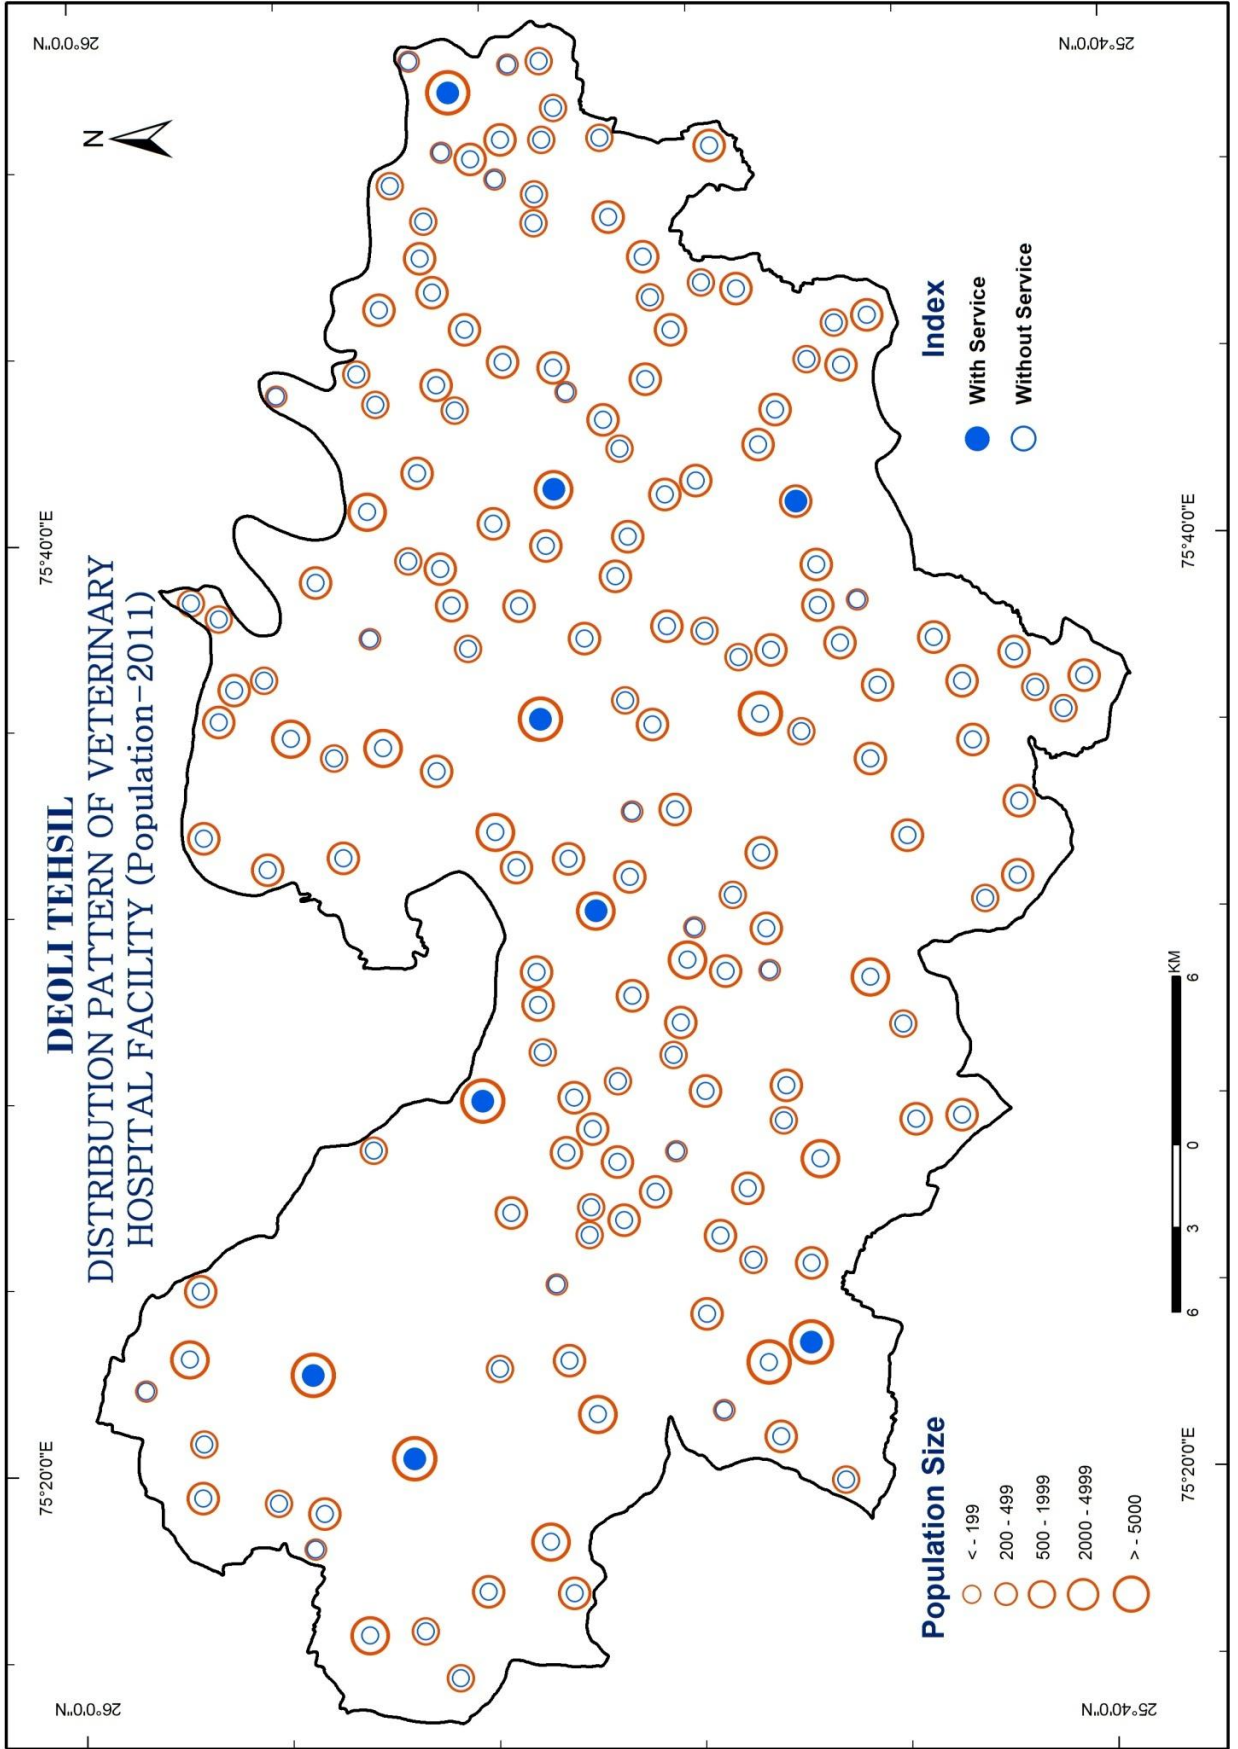 DEOLI TEHSIL
DISTRIBUTION PATTERN OF VETERINARY
HOSPITAL FACILITY (Population-2011)
75°20'0"E
75°40'0"E
26°0'0"N
26°0'0"N
N
25°40'0"N
25°40'0"N
75°20'0"E
75°40'0"E
Population Size
< - 199
200 - 499
500 - 1999
2000 - 4999
> - 5000
6 3 0 6
KM
Index
With Service
Without Service